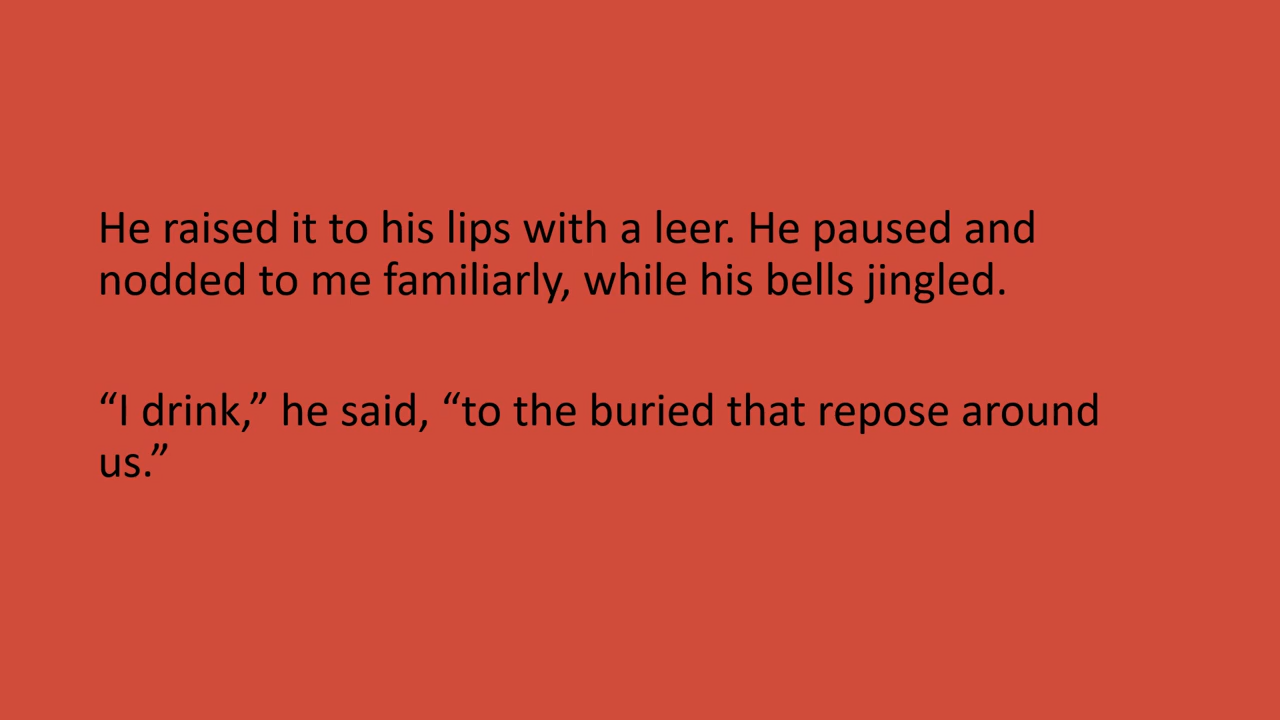 He raised it to his lips with a leer. He paused and
nodded to me familiarly, while his bells jingled.
“I drink,” he said, “to the buried that repose around
us.”